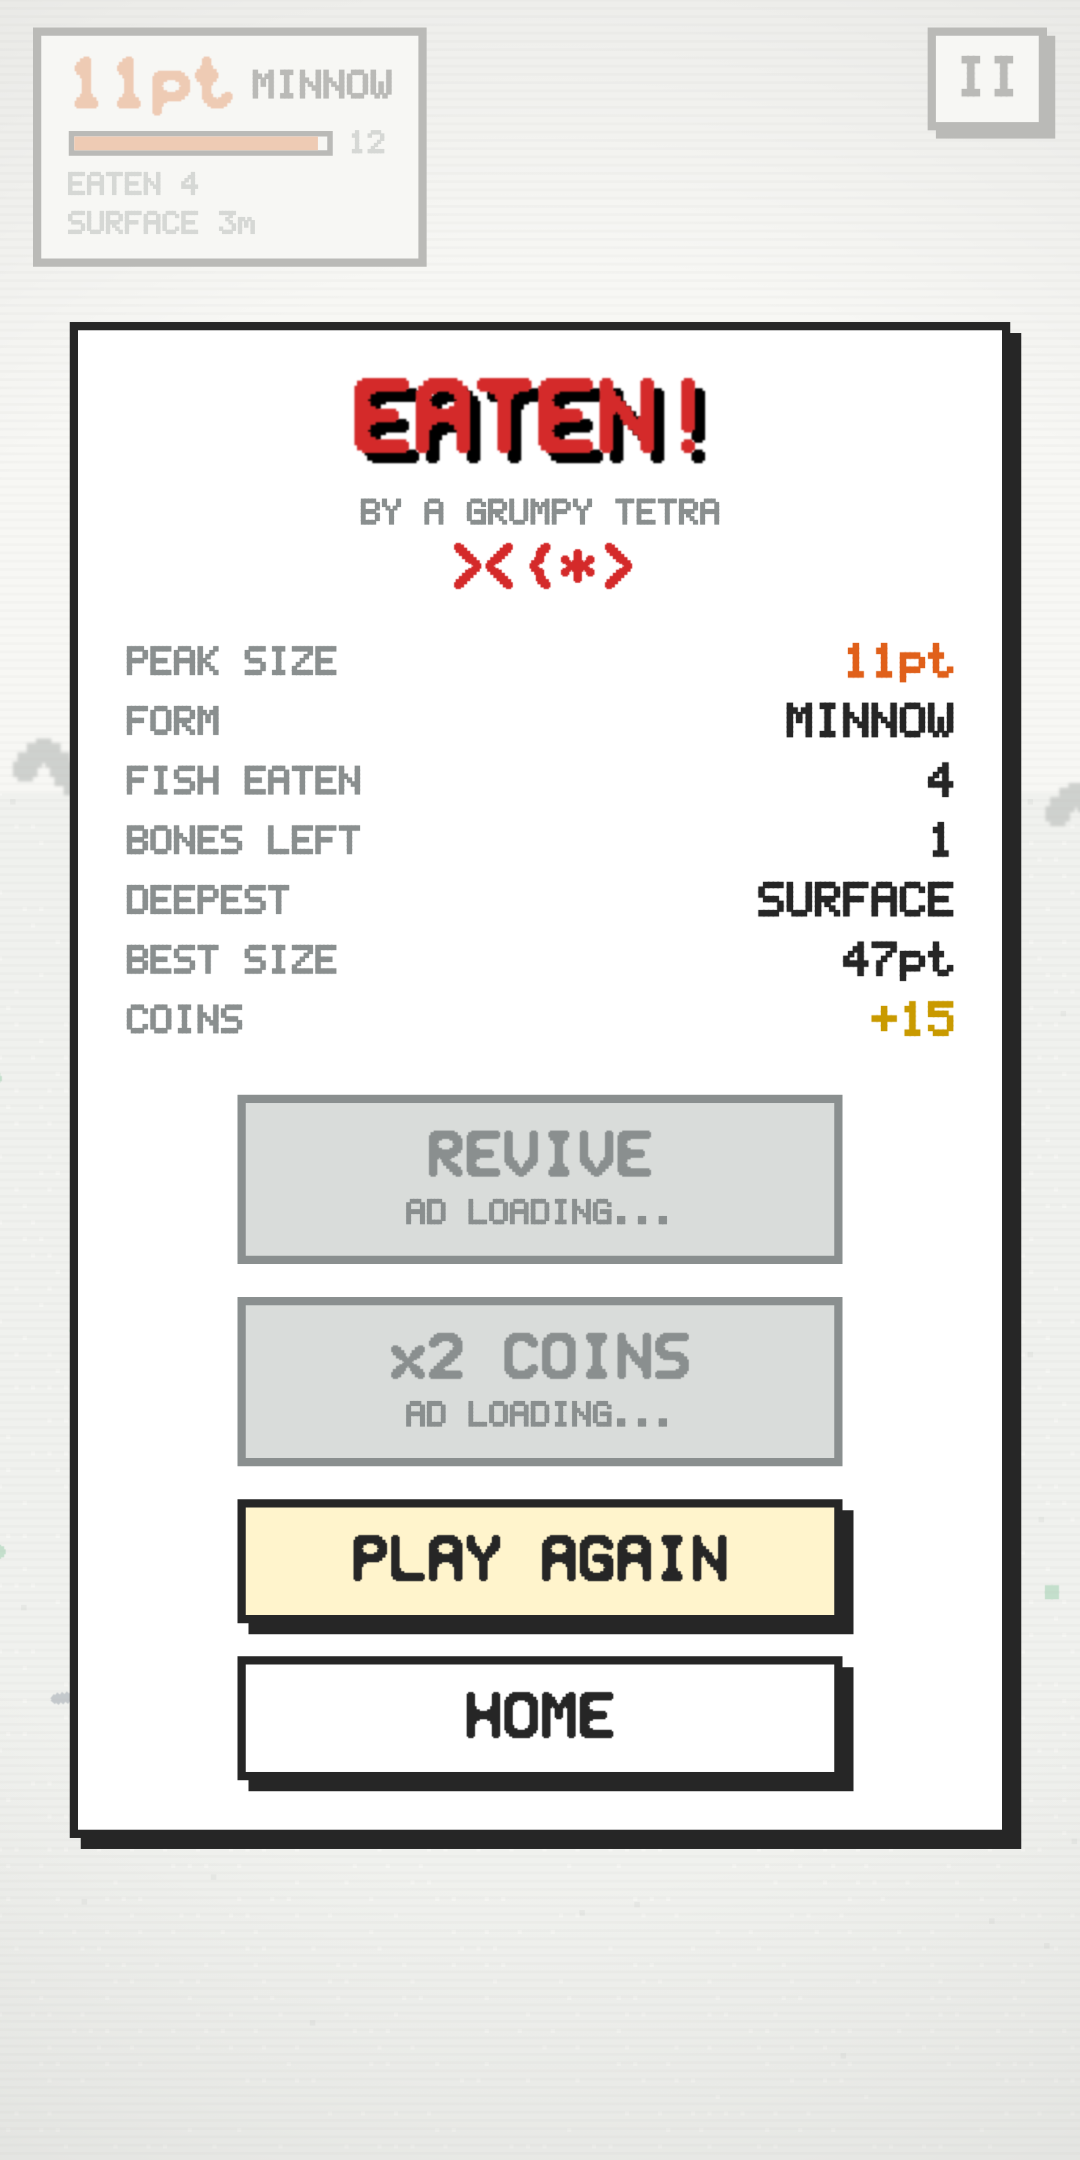 11pt MINNOW
12
EATEN 4
SURFACE 3m
II
EATEN!
BY A GRUMPY TETRA
><(*>
PEAK SIZE 11pt
FORM MINNOW
FISH EATEN 4
BONES LEFT 1
DEEPEST SURFACE
BEST SIZE 47pt
COINS +15
REVIVE
AD LOADING...
x2 COINS
AD LOADING...
PLAY AGAIN
HOME